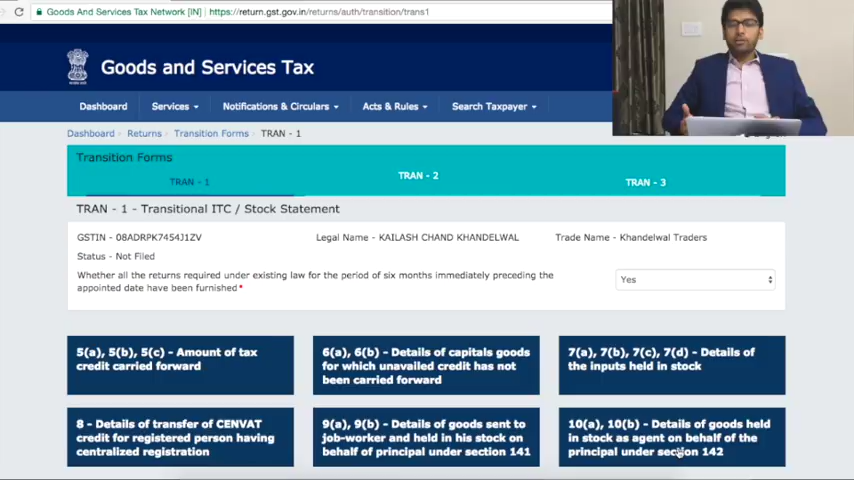 Goods And Services Tax Network [IN] https://return.gst.gov.in/returns/auth/transition/trans1
Goods and Services Tax
Dashboard Services Notifications & Circulars Acts & Rules Search Taxpayer
Dashboard Returns Transition Forms TRAN - 1
Transition Forms
TRAN - 1 TRAN - 2 TRAN - 3
TRAN - 1 - Transitional ITC / Stock Statement
GSTIN - 08ADRPK7454J1ZV Legal Name - KAILASH CHAND KHANDELWAL Trade Name - Khandelwal Traders
Status - Not Filed
Whether all the returns required under existing law for the period of six months immediately preceding the
appointed date have been furnished*
Yes
5(a), 5(b), 5(c) - Amount of tax
credit carried forward
6(a), 6(b) - Details of capitals goods
for which unavailed credit has not
been carried forward
7(a), 7(b), 7(c), 7(d) - Details of
the inputs held in stock
8 - Details of transfer of CENVAT
credit for registered person having
centralized registration
9(a), 9(b) - Details of goods sent to
job-worker and held in his stock on
behalf of principal under section 141
10(a), 10(b) - Details of goods held
in stock as agent on behalf of the
principal under section 142